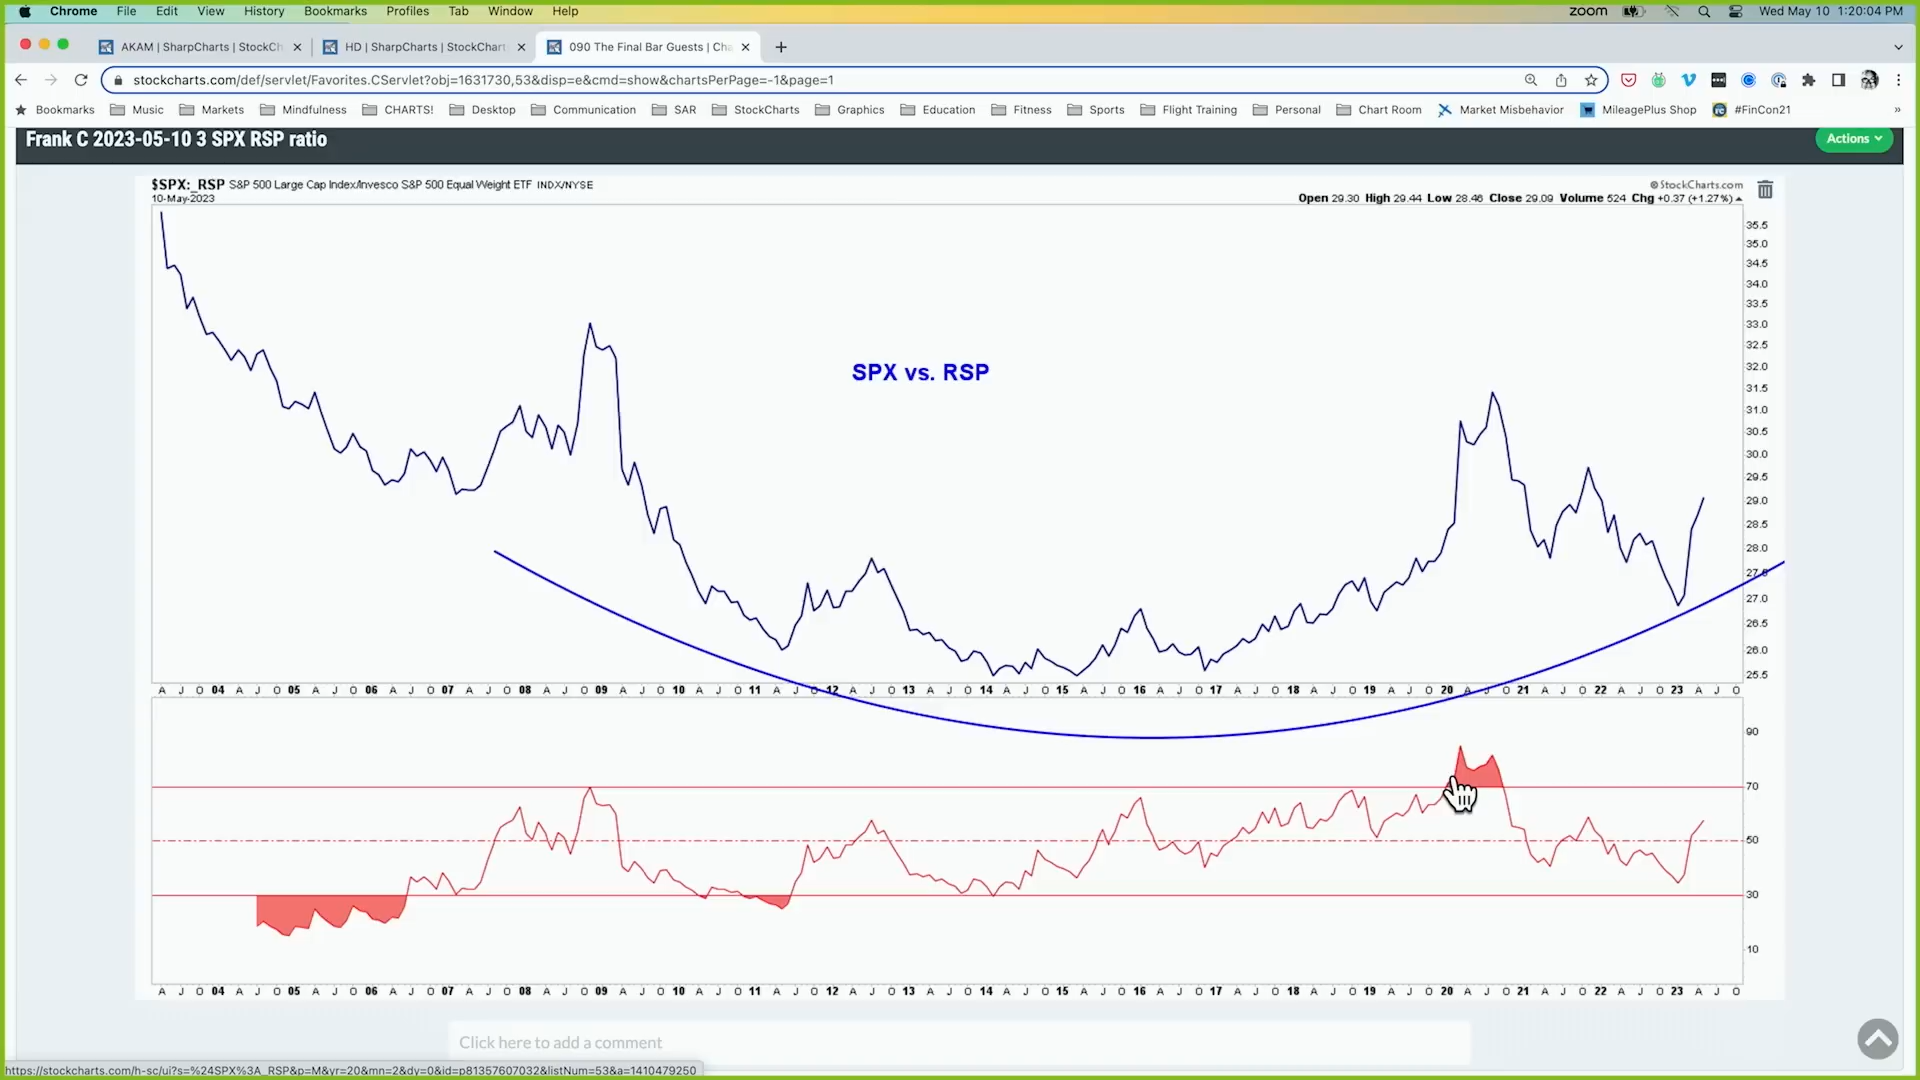 Chrome File Edit View History Bookmarks Profiles Tab Window Help zoom Wed May 10 1:20:04 PM
AKAM | SharpCharts | StockCh HD | SharpCharts | StockChart 090 The Final Bar Guests | Cha
stockcharts.com/def/servlet/Favorites.CServlet?obj=1631730,53&disp=e&cmd=show&chartsPerPage=-1&page=1
Bookmarks Music Markets Mindfulness CHARTS! Desktop Communication SAR StockCharts Graphics Education Fitness Sports Flight Training Personal Chart Room Market Misbehavior MileagePlus Shop #FinCon21 »
Frank C 2023-05-10 3 SPX RSP ratio
Actions
$SPX:_RSP S&P 500 Large Cap Index/Invesco S&P 500 Equal Weight ETF INDX/NYSE
© StockCharts.com
10-May-2023
Open 29.30 High 29.44 Low 28.46 Close 29.09 Volume 524 Chg +0.37 (+1.27%)
35.5
35.0
34.5
34.0
33.5
33.0
32.5
32.0
SPX vs. RSP
31.5
31.0
30.5
30.0
29.5
29.0
28.5
28.0
27.5
27.0
26.5
26.0
25.5
A J O 04 A J O 05 A J O 06 A J O 07 A J O 08 A J O 09 A J O 10 A J O 11 A J O 12 A J O 13 A J O 14 A J O 15 A J O 16 A J O 17 A J O 18 A J O 19 A J O 20 A J O 21 A J O 22 A J O 23 A J O
90
70
50
30
10
A J O 04 A J O 05 A J O 06 A J O 07 A J O 08 A J O 09 A J O 10 A J O 11 A J O 12 A J O 13 A J O 14 A J O 15 A J O 16 A J O 17 A J O 18 A J O 19 A J O 20 A J O 21 A J O 22 A J O 23 A J O
Click here to add a comment
https://stockcharts.com/h-sc/ui?s=%24SPX%3A_RSP&p=M&yr=20&mn=2&dy=0&id=p81357607032&listNum=53&a=1410479250